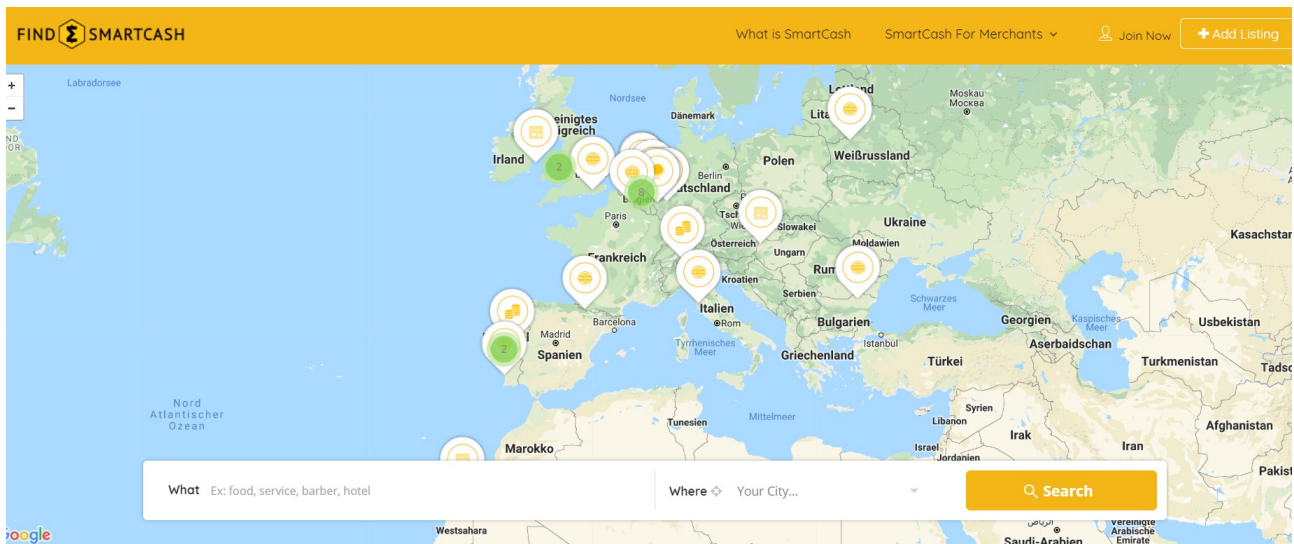 FIND SMARTCASH
What is SmartCash
SmartCash For Merchants
Join Now
+ Add Listing
+
−
Labradorsee
Nordsee
Dänemark
Moskau
Москва
Irland
Polen
Weißrussland
Berlin
Paris
Slowakei
Ukraine
Österreich
Ungarn
Moldawien
Kasachstan
Kroatien
Serbien
Italien
Rom
Schwarzes
Meer
Bulgarien
Georgien
Kaspisches
Meer
Usbekistan
Barcelona
Madrid
Spanien
Tyrrhenisches
Meer
Griechenland
Istanbul
Aserbaidschan
Türkei
Turkmenistan
2
8
2
Nord
Atlantischer
Ozean
Mittelmeer
Tunesien
Syrien
Libanon
Irak
Iran
Afghanistan
Marokko
Israel
Jordanien
What Ex: food, service, barber, hotel
Where Your City...
Search
Westsahara
الرياض
Saudi-Arabien
Vereinigte
Arabische
Emirate
Google